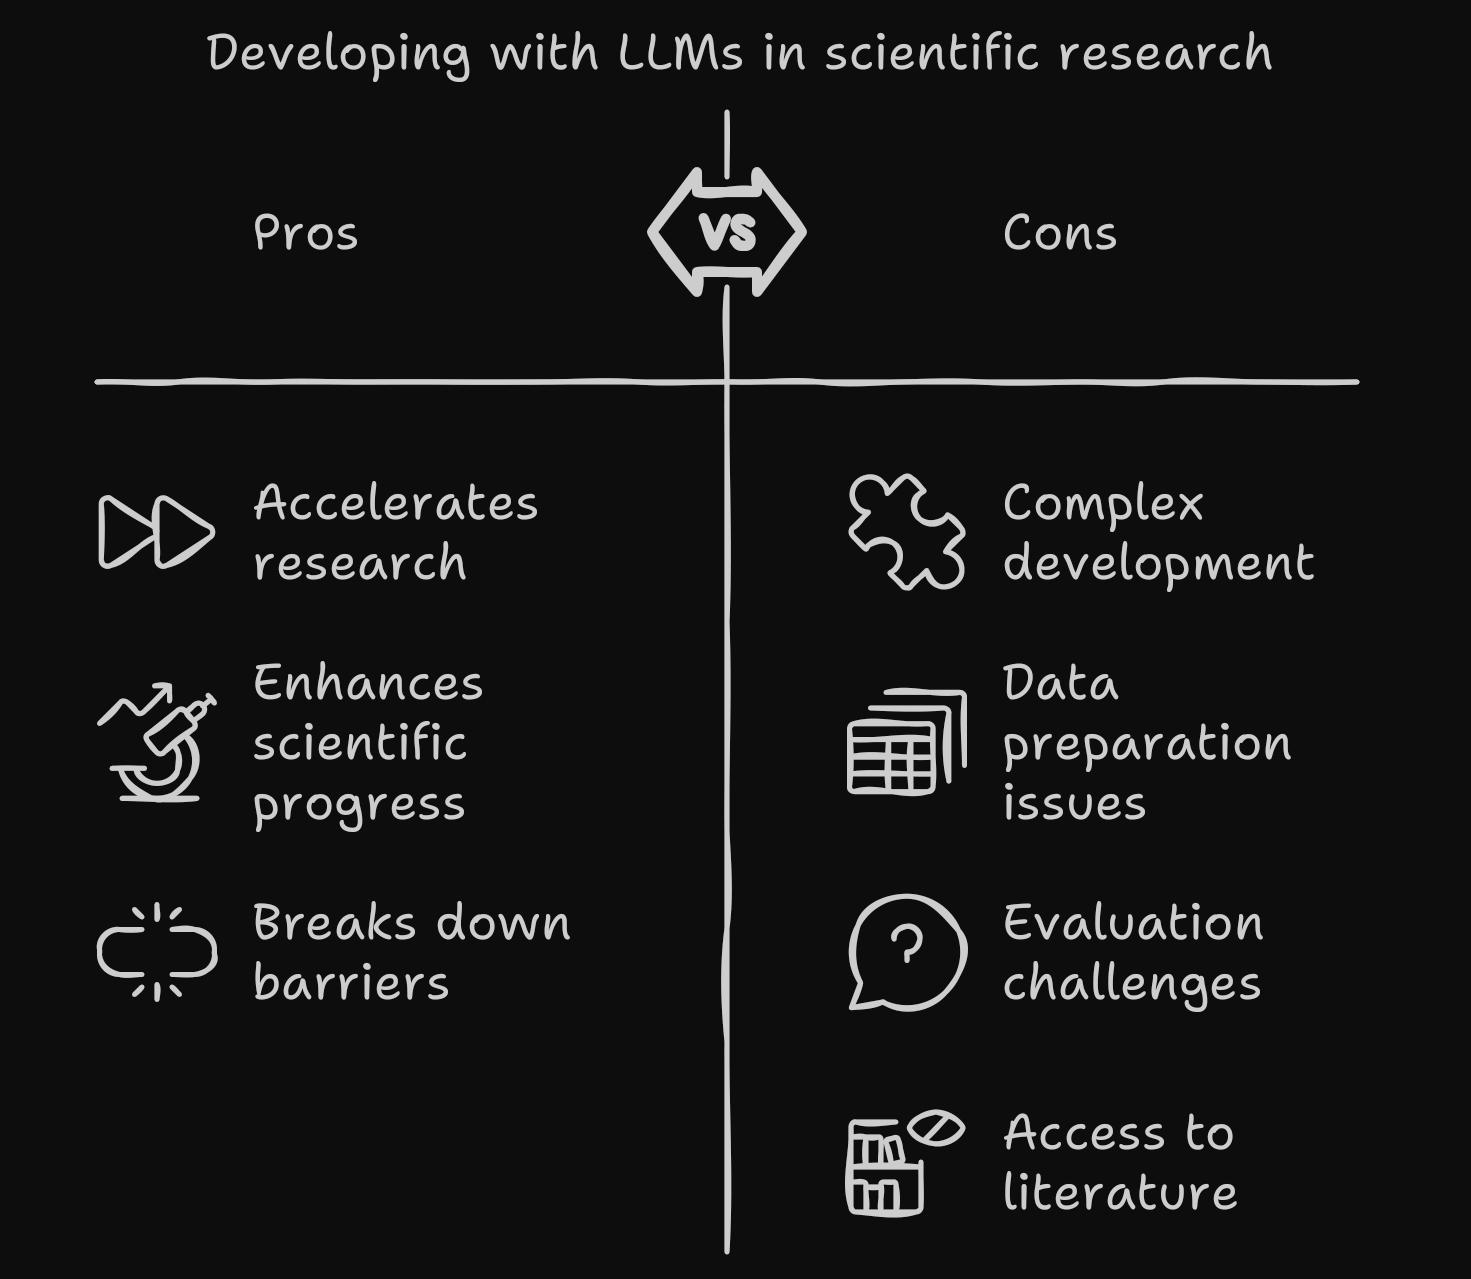 Developing with LLMs in scientific research
Pros
VS
Cons
Accelerates
research
Enhances
scientific
progress
Breaks down
barriers
Complex
development
Data
preparation
issues
?
Evaluation
challenges
Access to
literature